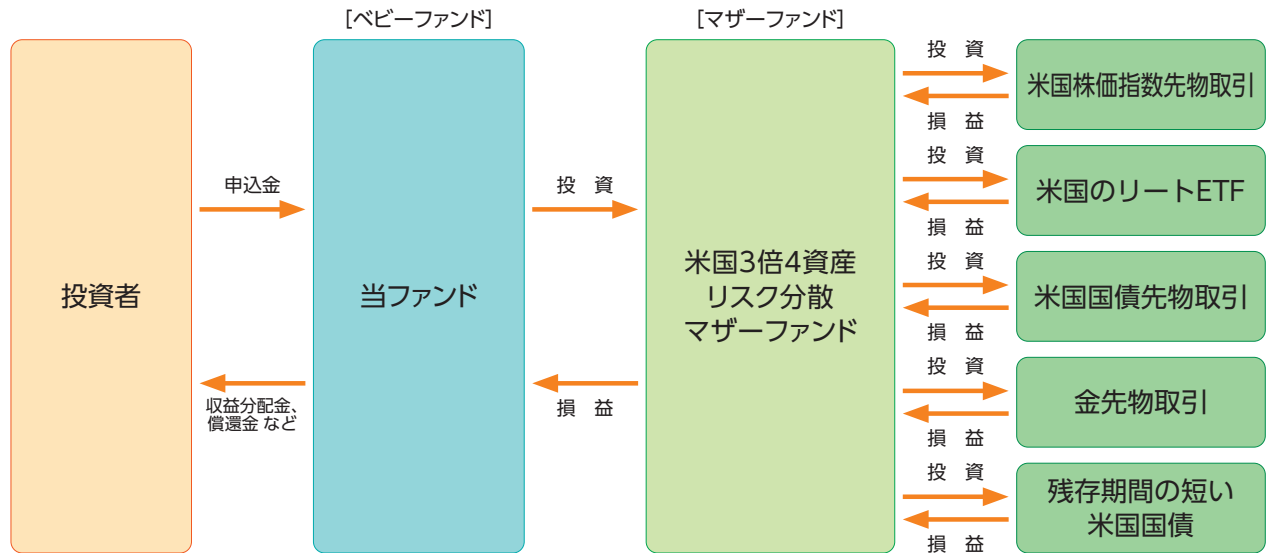 [ベビーファンド]
[マザーファンド]
投資者
申込金
収益分配金、
償還金 など
当ファンド
投　資
損　益
米国3倍4資産
リスク分散
マザーファンド
投　資
損　益
米国株価指数先物取引
投　資
損　益
米国のリートETF
投　資
損　益
米国国債先物取引
投　資
損　益
金先物取引
投　資
損　益
残存期間の短い
米国国債